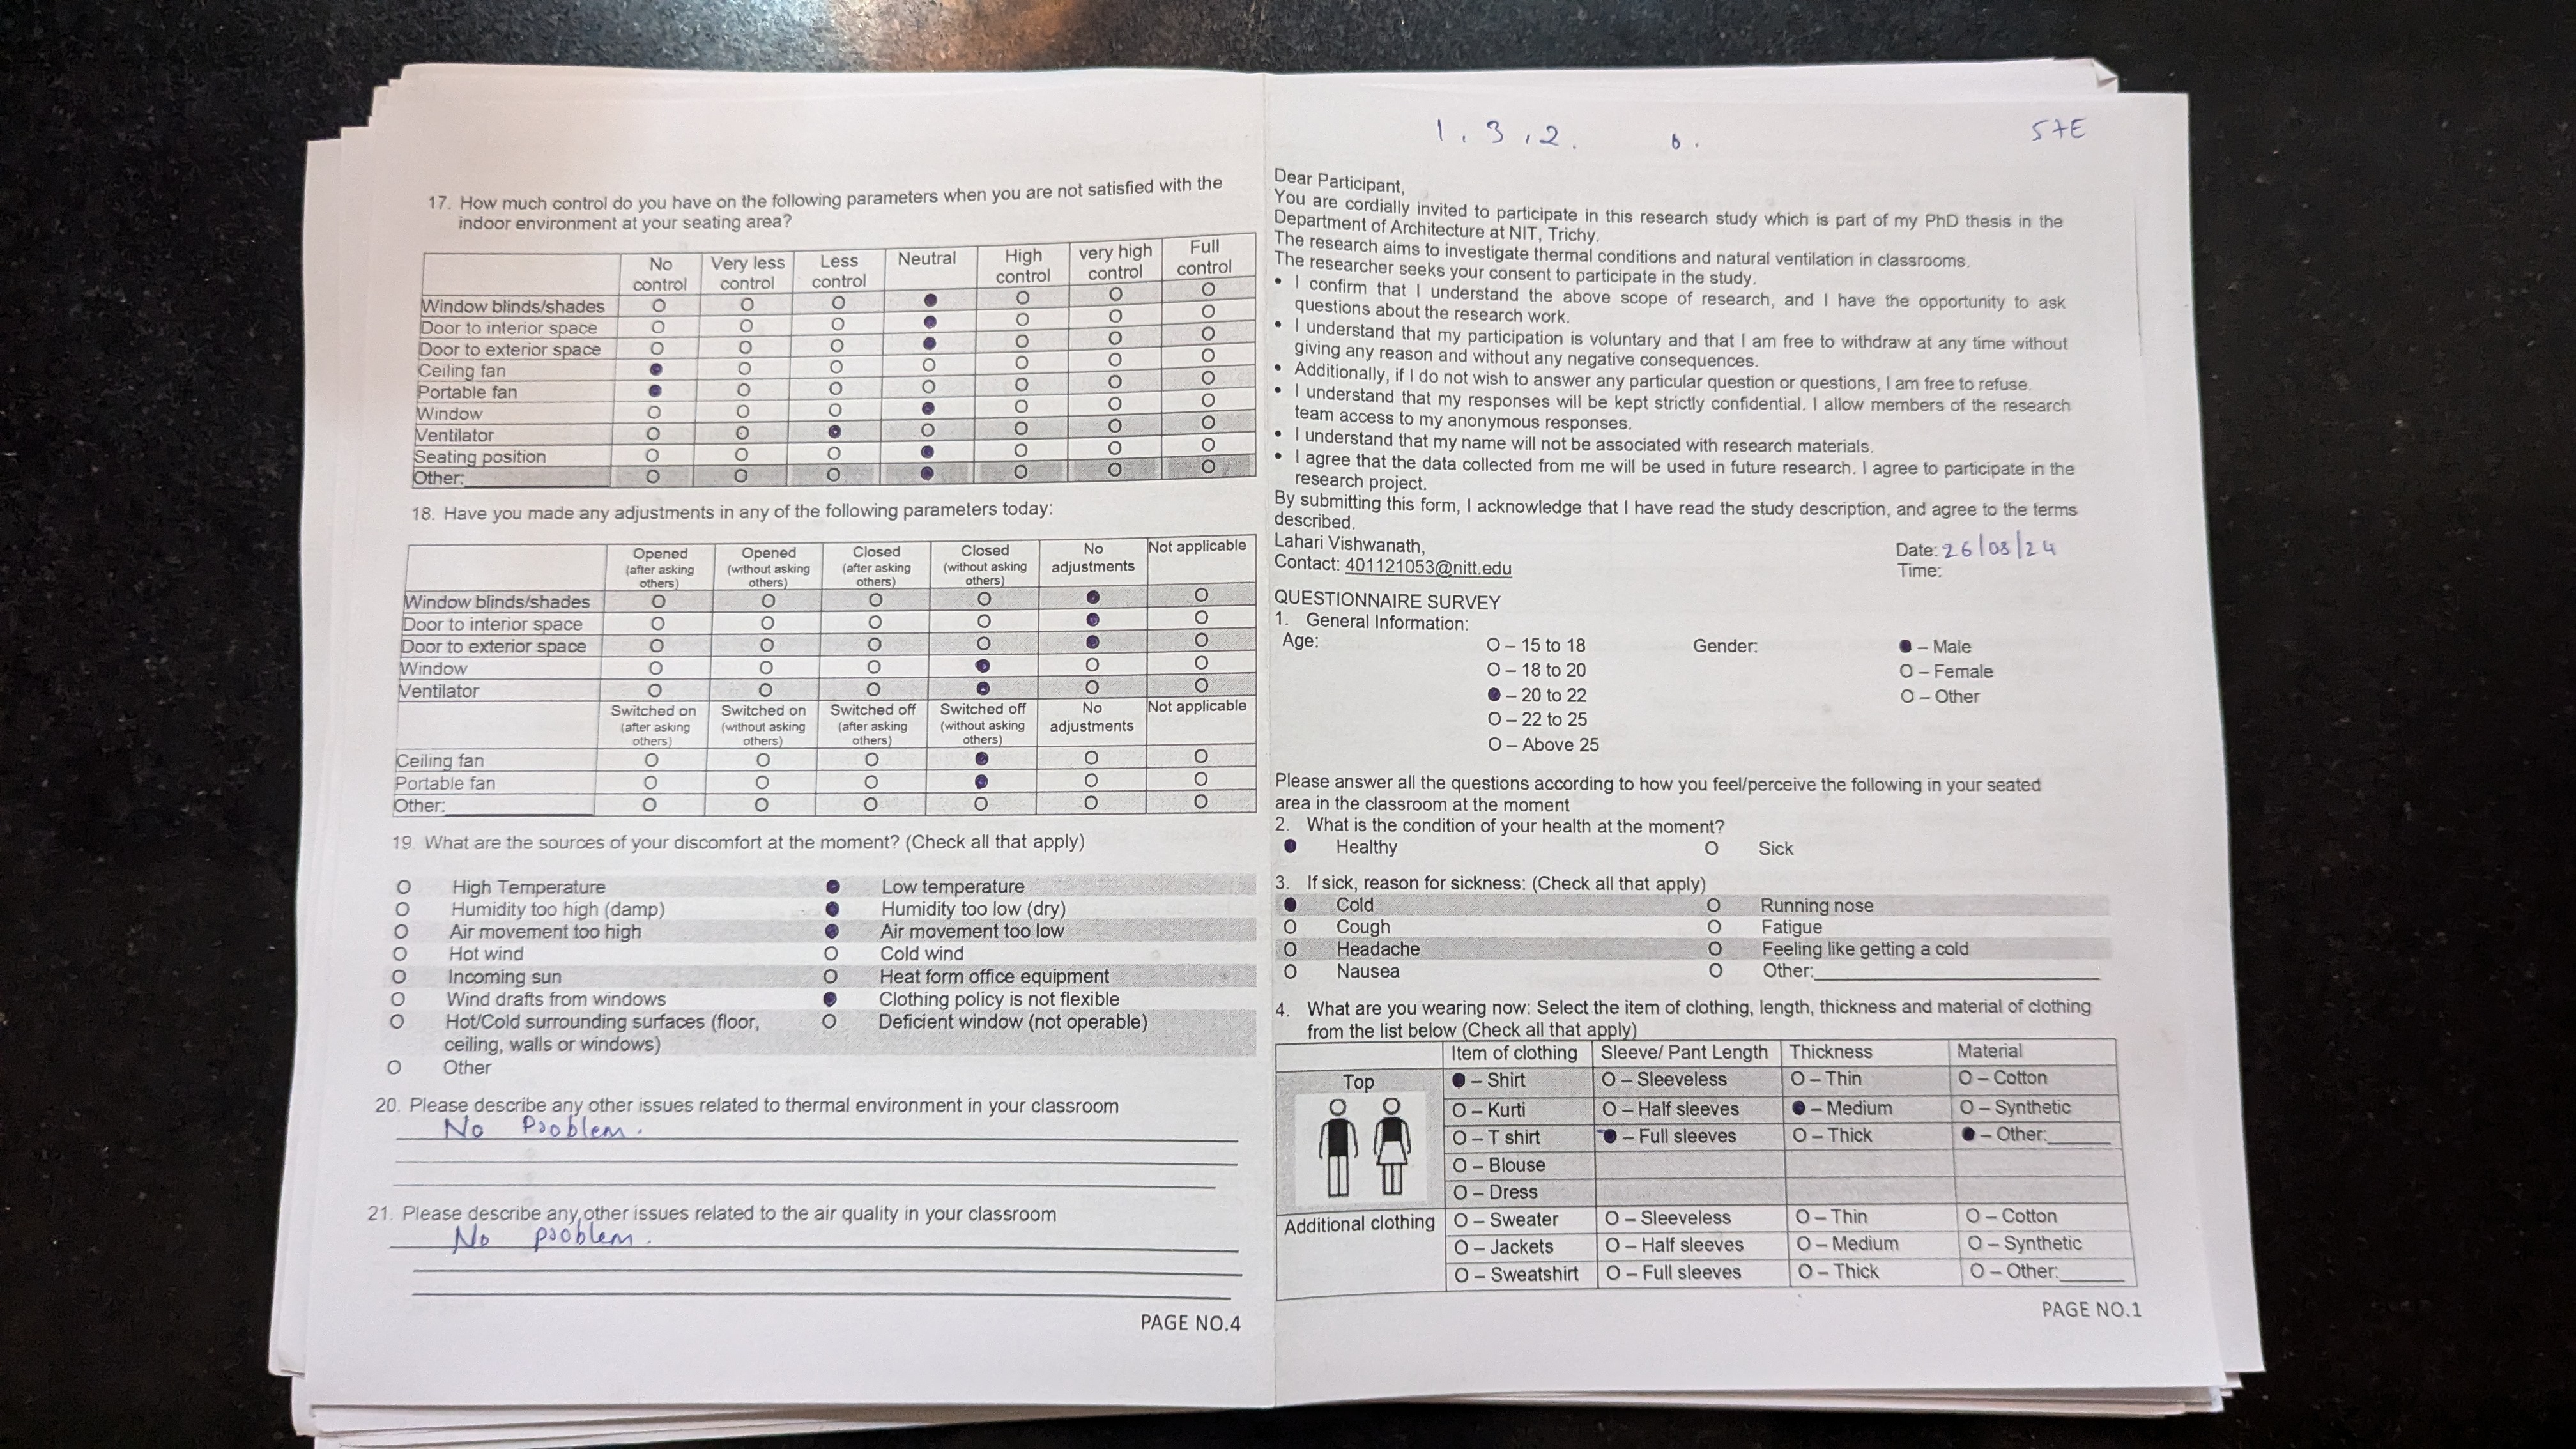 17. How much control do you have on the following parameters when you are not satisfied with the
indoor environment at your seating area?
No control Very less control Less control Neutral High control very high control Full control
Window blinds/shades O O O ● O O O
Door to interior space O O O ● O O O
Door to exterior space O O O ● O O O
Ceiling fan ● O O O O O O
Portable fan ● O O O O O O
Window O O O ● O O O
Ventilator O O ● O O O O
Seating position O O O ● O O O
Other: O O O ● O O O
18. Have you made any adjustments in any of the following parameters today:
Opened (after asking others) Opened (without asking others) Closed (after asking others) Closed (without asking others) No adjustments Not applicable
Window blinds/shades O O O O ● O
Door to interior space O O O O ● O
Door to exterior space O O O O ● O
Window O O O ● O O
Ventilator O O O ● O O
Switched on (after asking others) Switched on (without asking others) Switched off (after asking others) Switched off (without asking others) No adjustments Not applicable
Ceiling fan O O O ● O O
Portable fan O O O ● O O
Other: O O O O O O
19. What are the sources of your discomfort at the moment? (Check all that apply)
O High Temperature ● Low temperature
O Humidity too high (damp) ● Humidity too low (dry)
O Air movement too high ● Air movement too low
O Hot wind O Cold wind
O Incoming sun O Heat form office equipment
O Wind drafts from windows ● Clothing policy is not flexible
O Hot/Cold surrounding surfaces (floor, O Deficient window (not operable)
ceiling, walls or windows)
O Other
20. Please describe any other issues related to thermal environment in your classroom
No Problem.
21. Please describe any other issues related to the air quality in your classroom
No problem.
PAGE NO.4
1, 3, 2. 6. STE
Dear Participant,
You are cordially invited to participate in this research study which is part of my PhD thesis in the
Department of Architecture at NIT, Trichy.
The research aims to investigate thermal conditions and natural ventilation in classrooms.
The researcher seeks your consent to participate in the study.
• I confirm that I understand the above scope of research, and I have the opportunity to ask
questions about the research work.
• I understand that my participation is voluntary and that I am free to withdraw at any time without
giving any reason and without any negative consequences.
• Additionally, if I do not wish to answer any particular question or questions, I am free to refuse.
• I understand that my responses will be kept strictly confidential. I allow members of the research
team access to my anonymous responses.
• I understand that my name will not be associated with research materials.
• I agree that the data collected from me will be used in future research. I agree to participate in the
research project.
By submitting this form, I acknowledge that I have read the study description, and agree to the terms
described.
Lahari Vishwanath, Date: 26/08/24
Contact: 401121053@nitt.edu Time:
QUESTIONNAIRE SURVEY
1. General Information:
Age: O – 15 to 18 Gender: ● – Male
O – 18 to 20 O – Female
● – 20 to 22 O – Other
O – 22 to 25
O – Above 25
Please answer all the questions according to how you feel/perceive the following in your seated
area in the classroom at the moment
2. What is the condition of your health at the moment?
● Healthy O Sick
3. If sick, reason for sickness: (Check all that apply)
● Cold O Running nose
O Cough O Fatigue
O Headache O Feeling like getting a cold
O Nausea O Other:
4. What are you wearing now: Select the item of clothing, length, thickness and material of clothing
from the list below (Check all that apply)
Item of clothing Sleeve/ Pant Length Thickness Material
Top ● – Shirt O – Sleeveless O – Thin O – Cotton
O – Kurti O – Half sleeves ● – Medium O – Synthetic
O – T shirt ● – Full sleeves O – Thick ● – Other:
O – Blouse
O – Dress
Additional clothing O – Sweater O – Sleeveless O – Thin O – Cotton
O – Jackets O – Half sleeves O – Medium O – Synthetic
O – Sweatshirt O – Full sleeves O – Thick O – Other:
PAGE NO.1